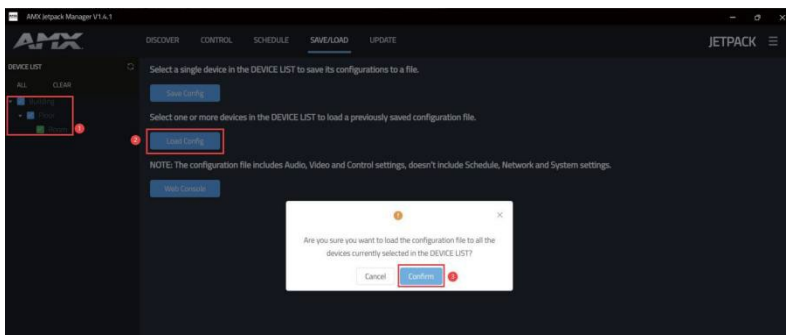 AMX Jetpack Manager V1.4.1
AMX
DISCOVER CONTROL SCHEDULE SAVE/LOAD UPDATE
JETPACK
DEVICE LIST
ALL CLEAR
Building
Floor
Room
1
Select a single device in the DEVICE LIST to save its configurations to a file.
Save Config
Select one or more devices in the DEVICE LIST to load a previously saved configuration file.
2
Load Config
NOTE: The configuration file includes Audio, Video and Control settings, doesn't include Schedule, Network and System settings.
Web Console
Are you sure you want to load the configuration file to all the
devices currently selected in the DEVICE LIST?
Cancel Confirm
3